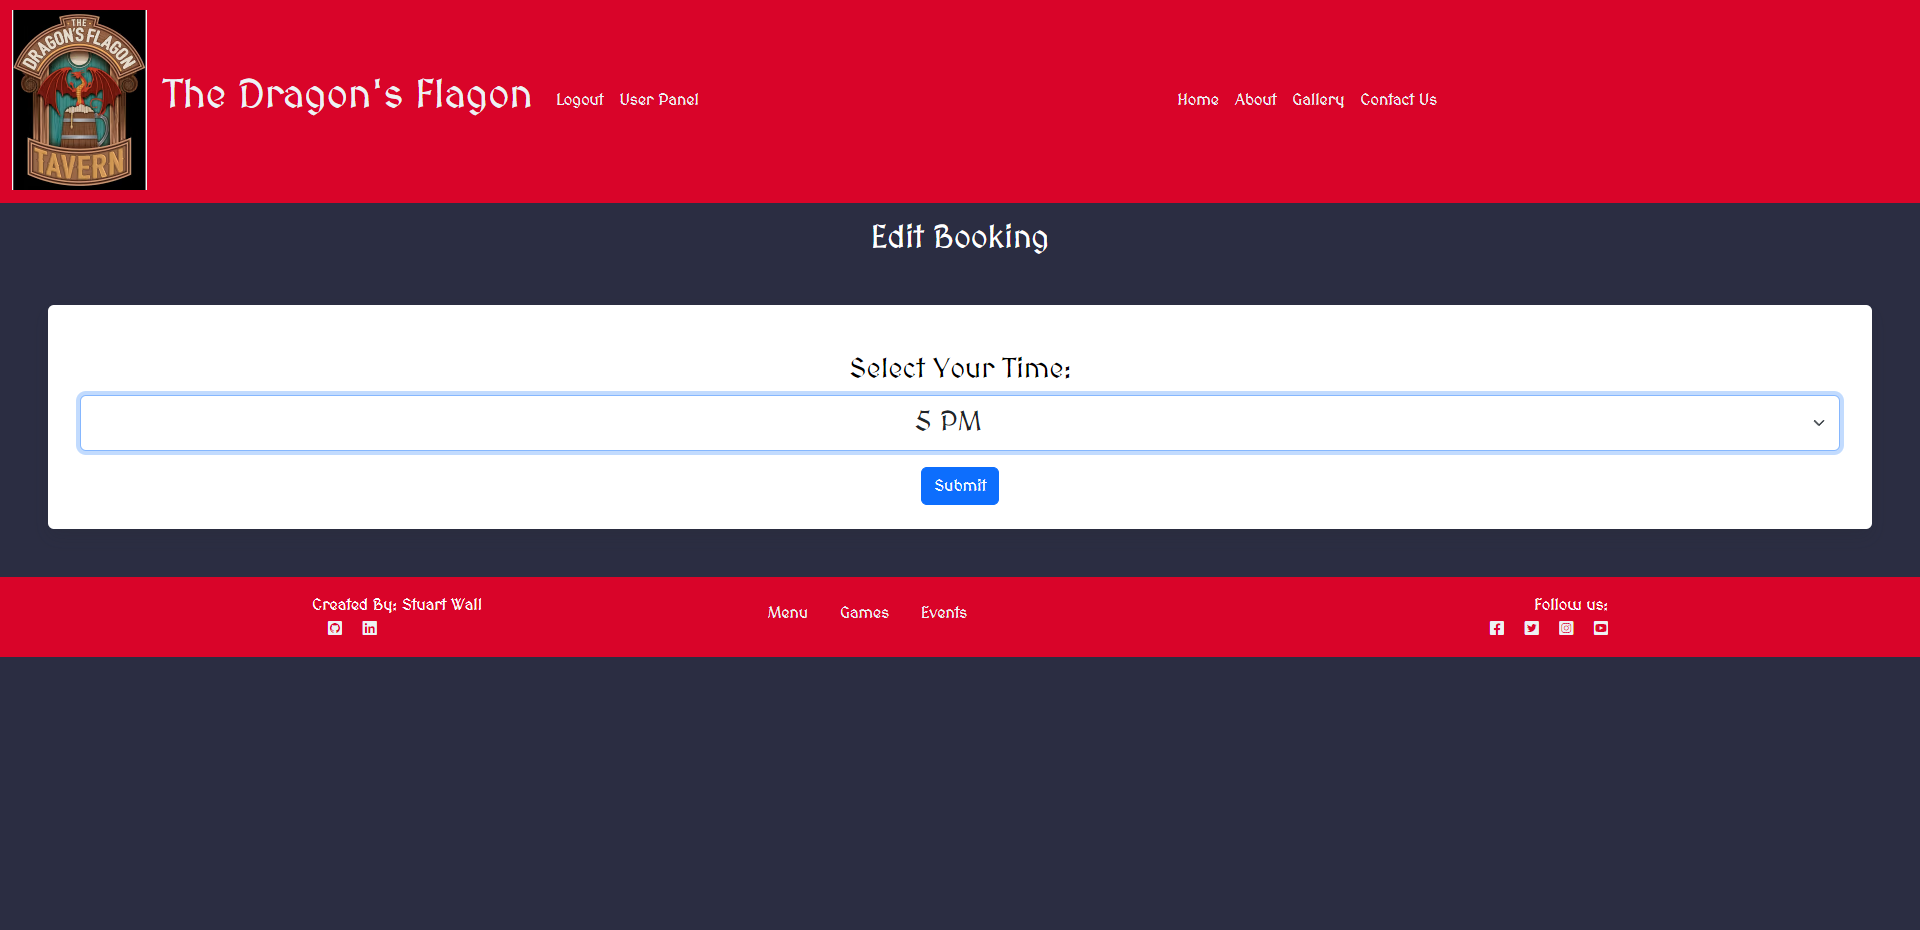 THE
DRAGON'S FLAGON
TAVERN
The Dragon's Flagon
Logout User Panel
Home About Gallery Contact Us
Edit Booking
Select Your Time:
5 PM
Submit
Created By: Stuart Wall
Menu Games Events
Follow us: